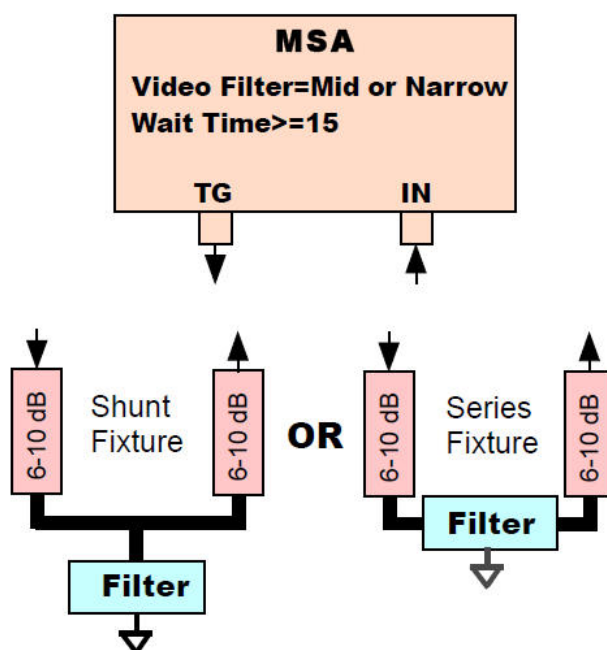 MSA
Video Filter=Mid or Narrow
Wait Time>=15
TG
IN
6-10 dB
Shunt
Fixture
6-10 dB
OR
6-10 dB
Series
Fixture
6-10 dB
Filter
Filter